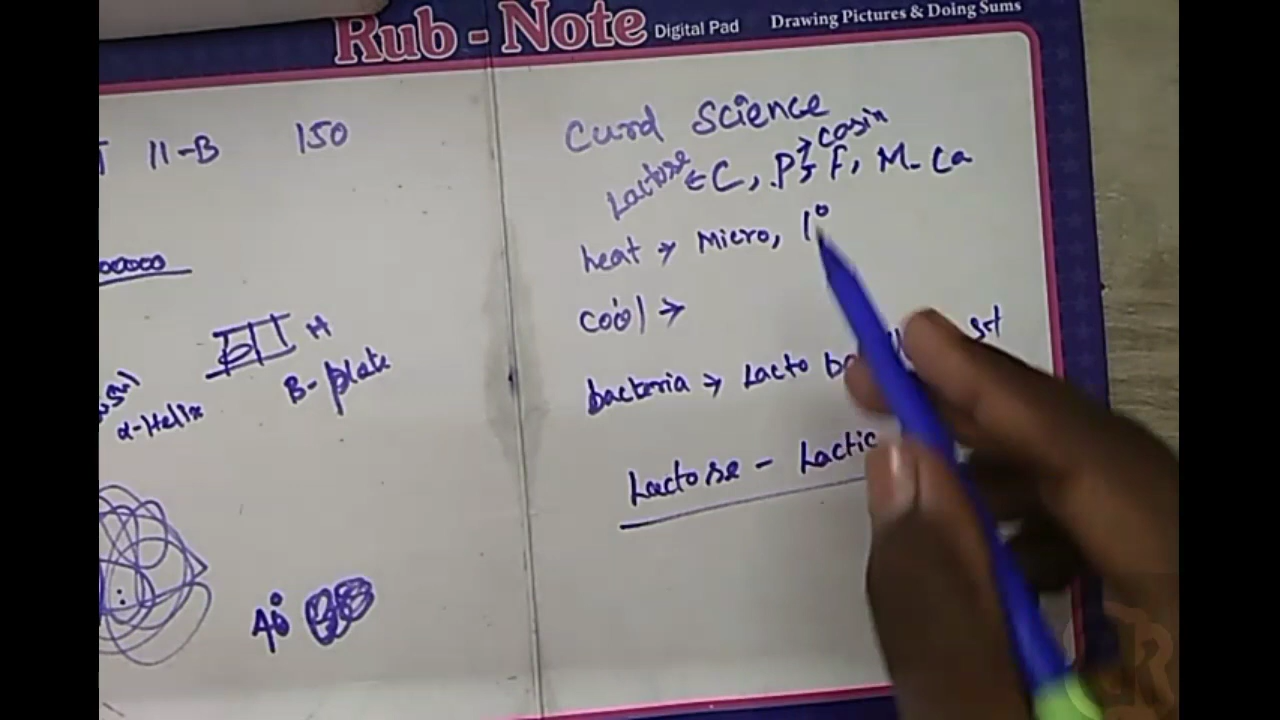 Rub - Note Digital Pad Drawing Pictures & Doing Sums
11-B 150
H
B- plate
α-Helix
4°
Curd Science
Lactose ← C, P, F, M- Ca
→ Casin
heat → Micro, 1°
cool →
bacteria → Lacto
Lactose - Lactic